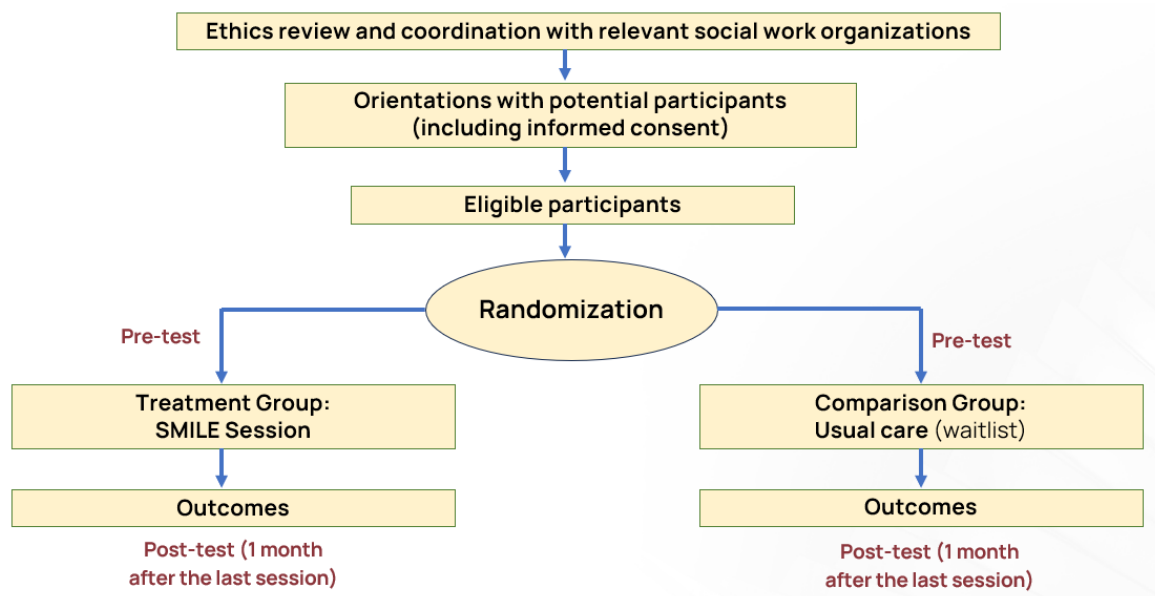 Ethics review and coordination with relevant social work organizations
Orientations with potential participants
(including informed consent)
Eligible participants
Randomization
Pre-test
Pre-test
Treatment Group:
SMILE Session
Comparison Group:
Usual care (waitlist)
Outcomes
Outcomes
Post-test (1 month
after the last session)
Post-test (1 month
after the last session)